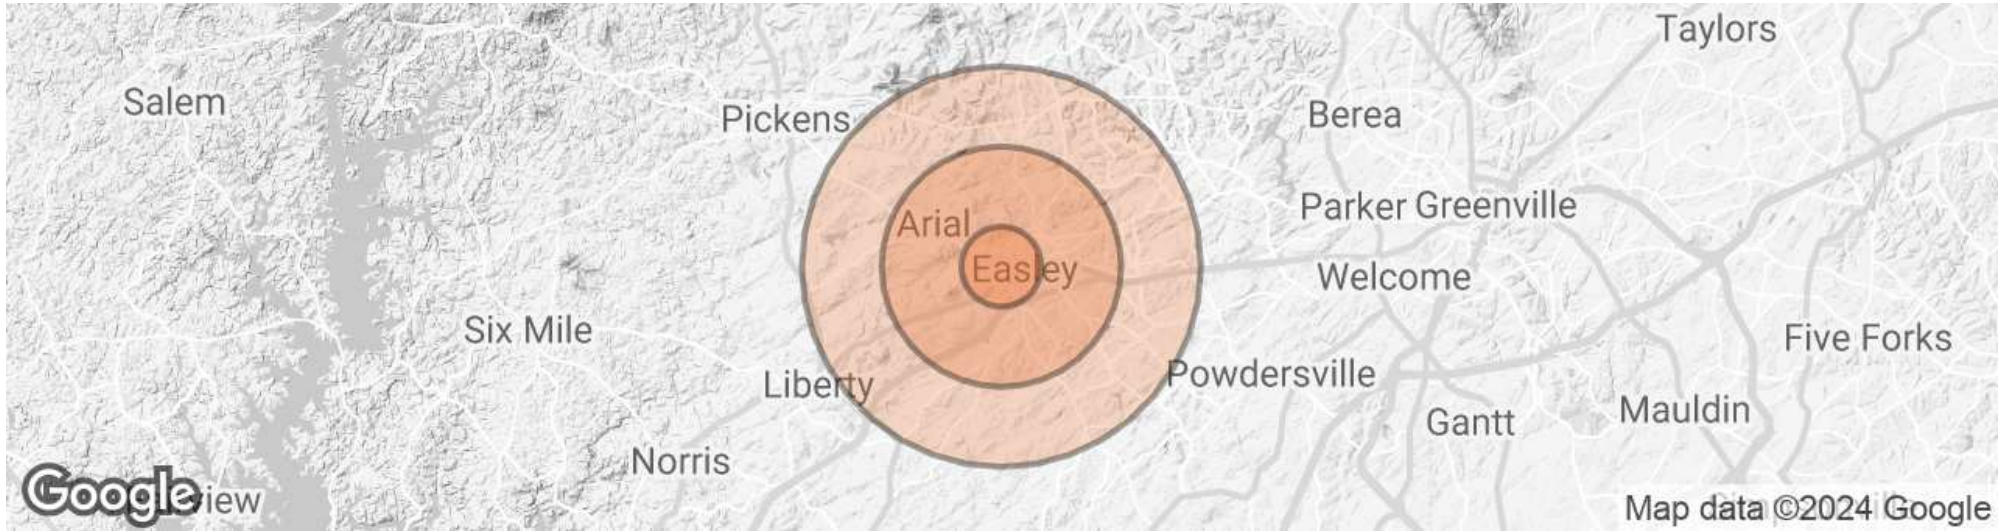 Taylors
Salem
Pickens
Berea
Arial
Parker
Greenville
Easley
Welcome
Six Mile
Five Forks
Liberty
Powdersville
Mauldin
Gantt
Norris
Google
Map data ©2024 Google